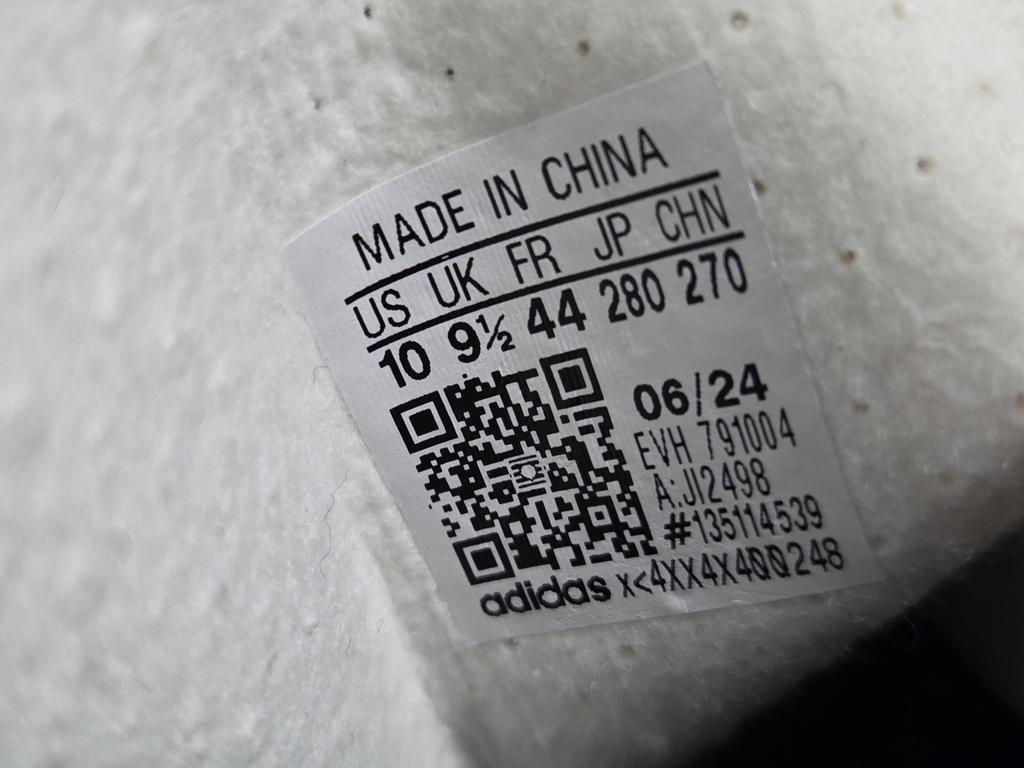 MADE IN CHINA
US UK FR JP CHN
10 9½ 44 280 270
06/24
EVH 791004
A:JI2498
#135114539
adidas X<4XX4X4QQ248